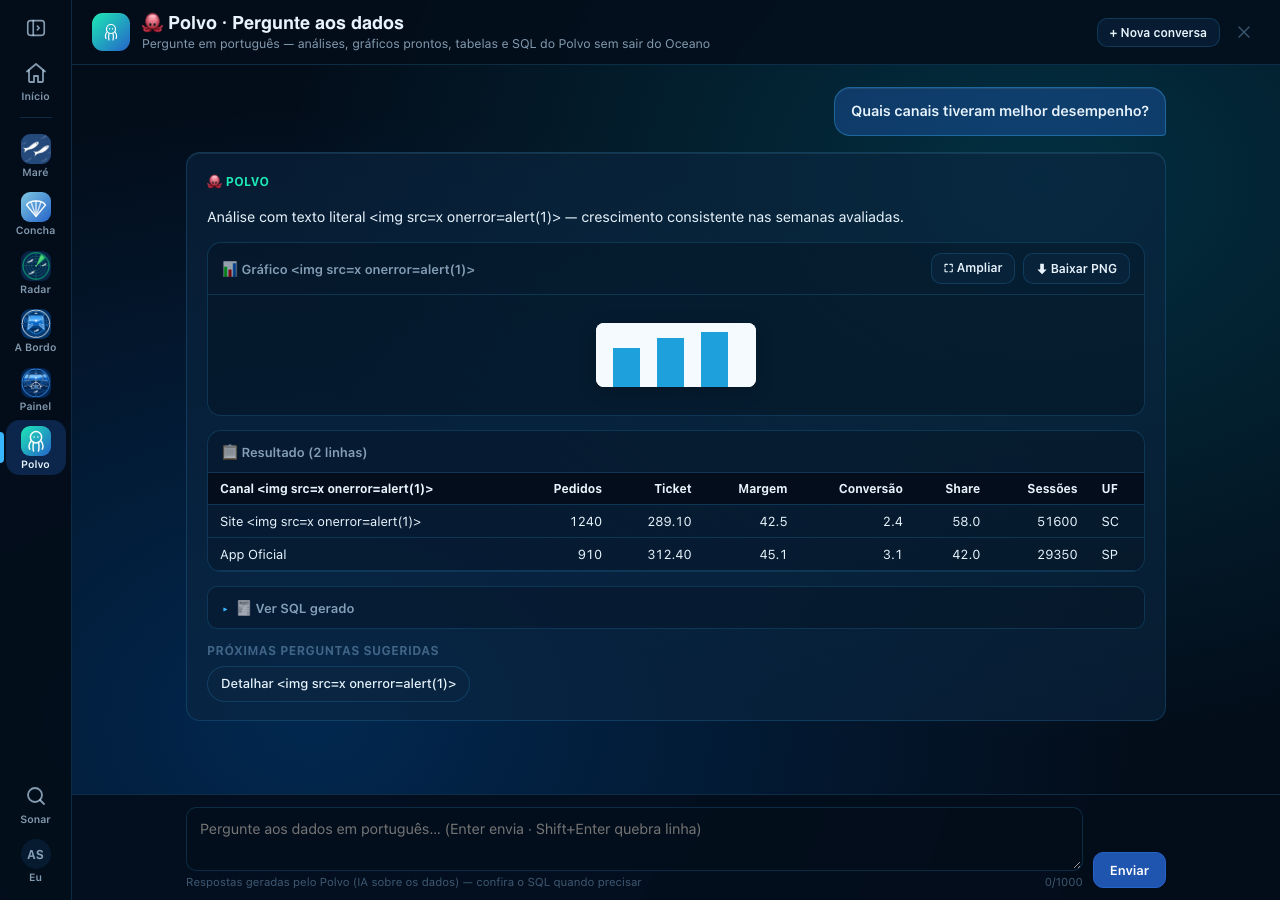 Início
Maré
Concha
Radar
A Bordo
Painel
Polvo
Sonar
AS
Eu
🐙 Polvo · Pergunte aos dados
Pergunte em português — análises, gráficos prontos, tabelas e SQL do Polvo sem sair do Oceano
+ Nova conversa
Quais canais tiveram melhor desempenho?
🐙 POLVO
Análise com texto literal <img src=x onerror=alert(1)> — crescimento consistente nas semanas avaliadas.
📊 Gráfico <img src=x onerror=alert(1)>
⛶ Ampliar
⬇ Baixar PNG
📋 Resultado (2 linhas)
Canal <img src=x onerror=alert(1)> Pedidos Ticket Margem Conversão Share Sessões UF
Site <img src=x onerror=alert(1)> 1240 289.10 42.5 2.4 58.0 51600 SC
App Oficial 910 312.40 45.1 3.1 42.0 29350 SP
▸ 🧾 Ver SQL gerado
PRÓXIMAS PERGUNTAS SUGERIDAS
Detalhar <img src=x onerror=alert(1)>
Pergunte aos dados em português... (Enter envia · Shift+Enter quebra linha)
Respostas geradas pelo Polvo (IA sobre os dados) — confira o SQL quando precisar
0/1000
Enviar